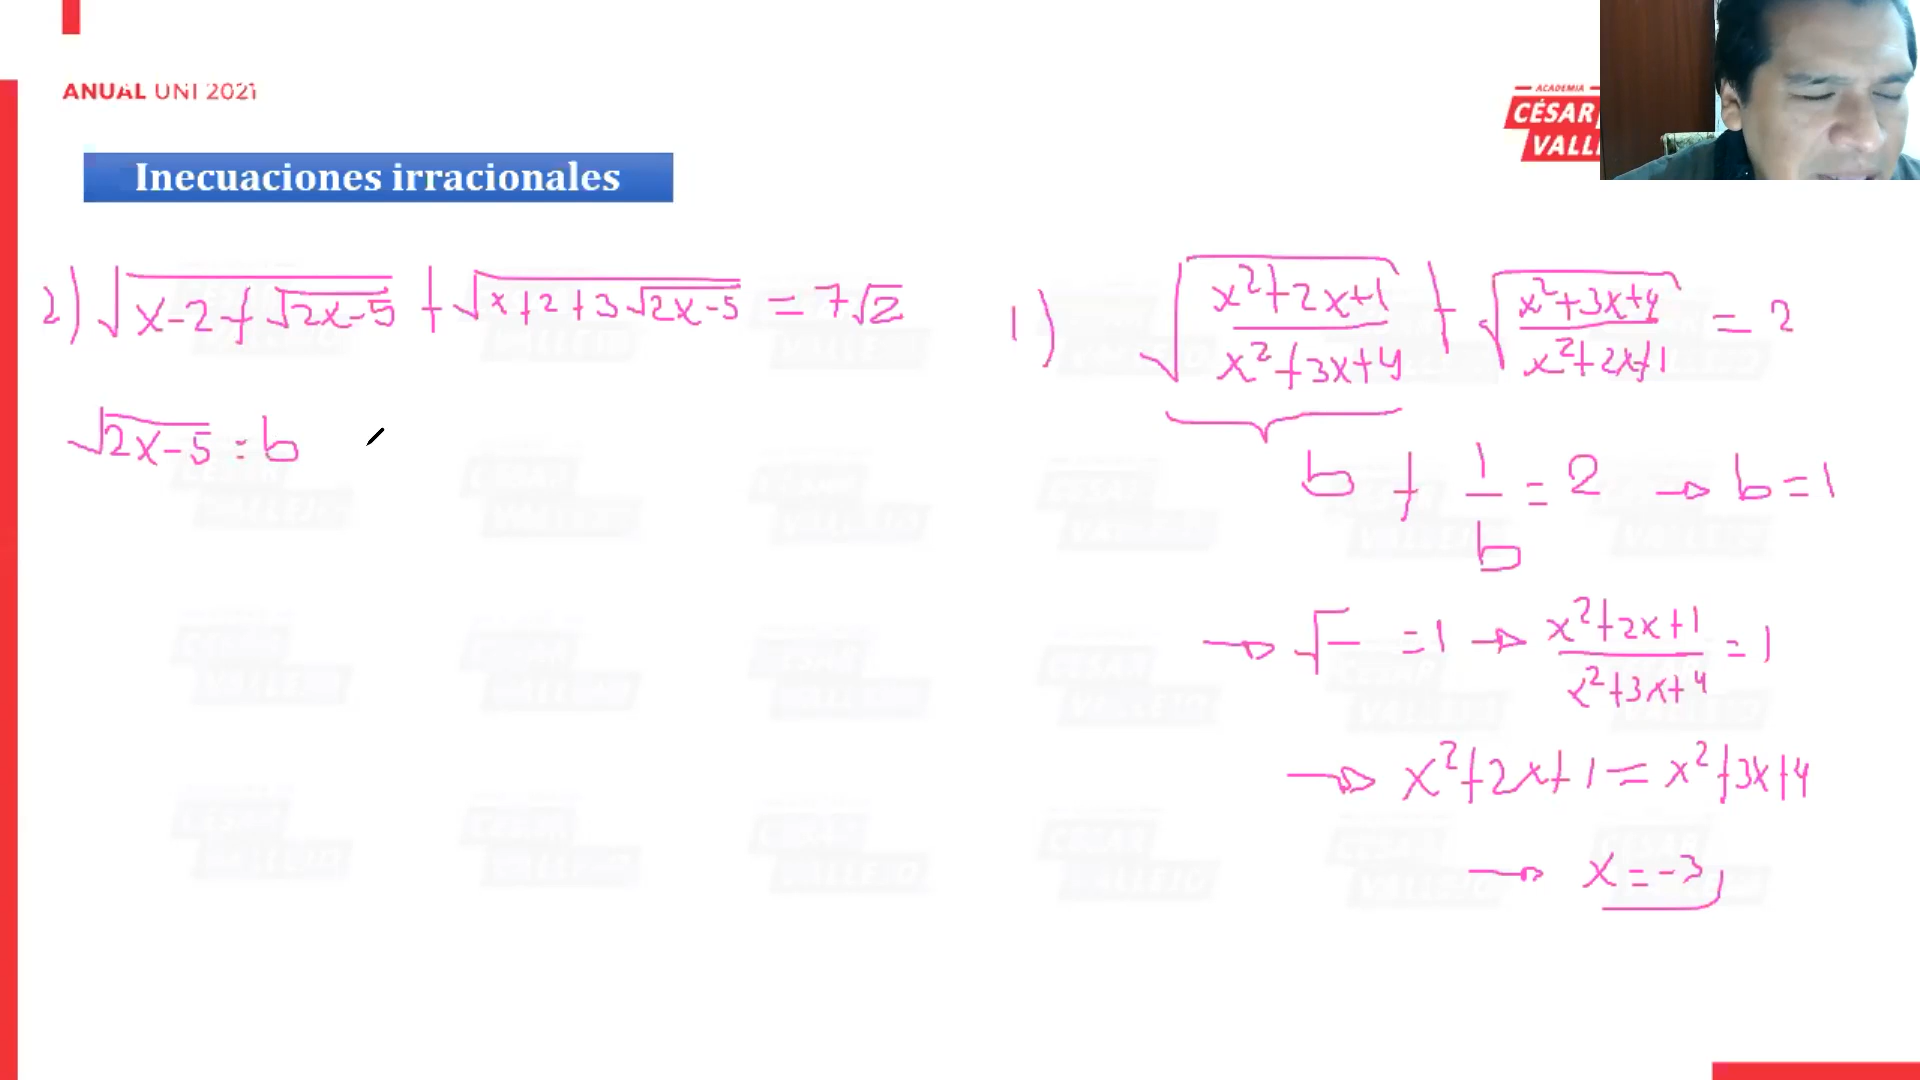 ANUAL UNI 2021
ACADEMIA
CÉSAR
Inecuaciones irracionales
2) √(x-2+√(2x-5)) + √(x+2+3√(2x-5)) = 7√2
√(2x-5) = b
1) √((x²+2x+1)/(x²+3x+4)) + √((x²+3x+4)/(x²+2x+1)) = 2
b + 1/b = 2 → b = 1
→ √ = 1 → (x²+2x+1)/(x²+3x+4) = 1
→ x²+2x+1 = x²+3x+4
→ x = -3